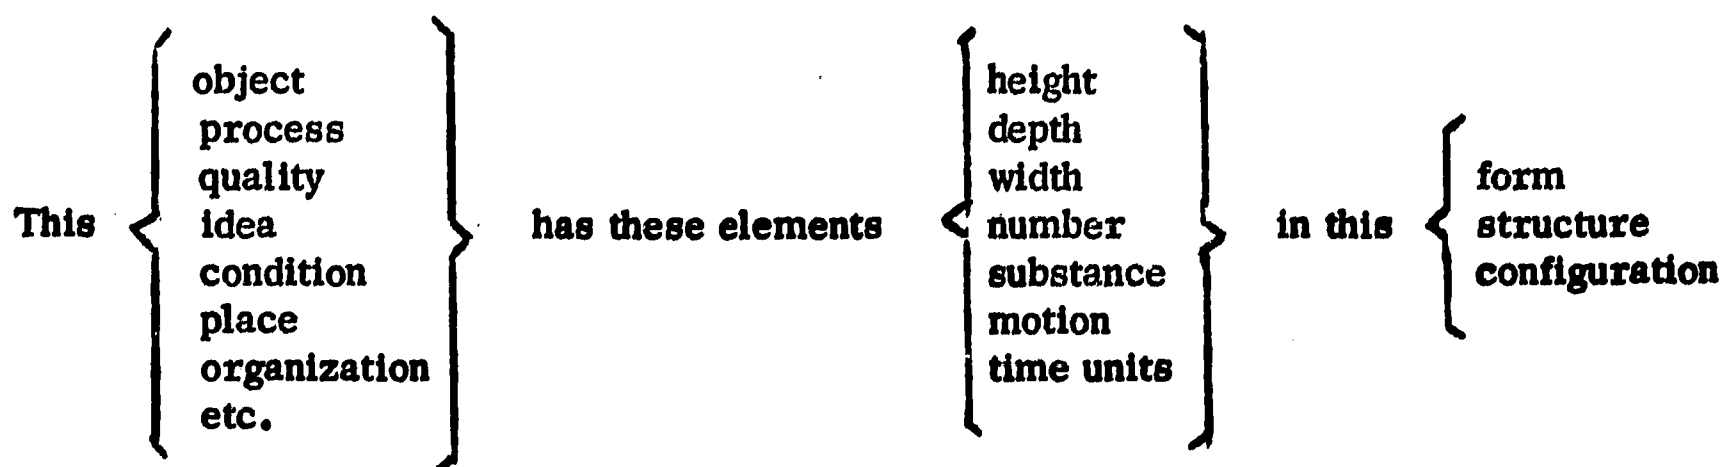 This
object
process
quality
idea
condition
place
organization
etc.
has these elements
height
depth
width
number
substance
motion
time units
in this
form
structure
configuration